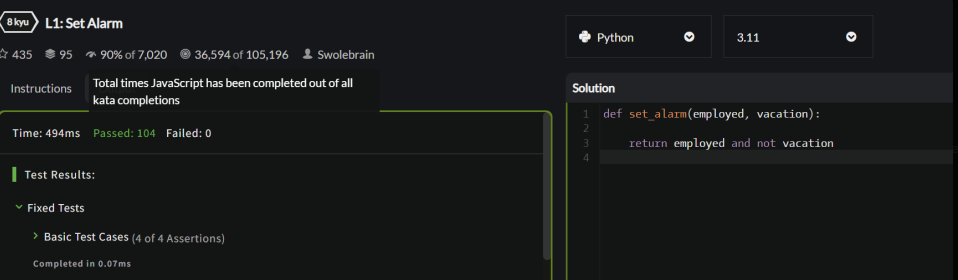 8 kyu L1: Set Alarm
435 95 90% of 7,020 36,594 of 105,196 Swolebrain
Instructions
Total times JavaScript has been completed out of all
kata completions
Time: 494ms Passed: 104 Failed: 0
Test Results:
Fixed Tests
Basic Test Cases (4 of 4 Assertions)
Completed in 0.07ms
Python 3.11
Solution
1 def set_alarm(employed, vacation):
2
3 return employed and not vacation
4